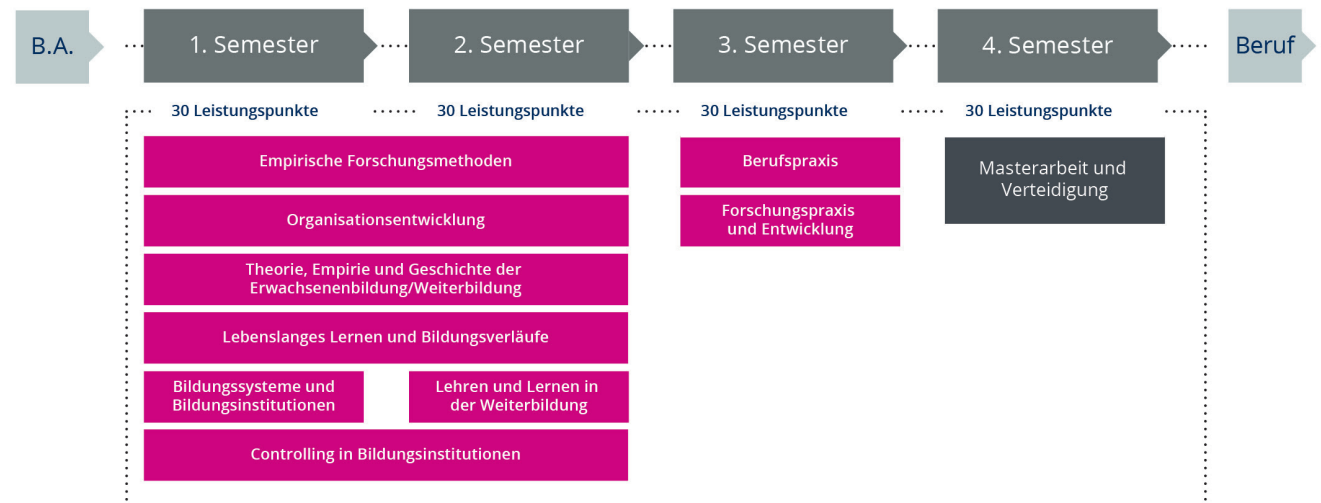 B.A.
1. Semester
2. Semester
3. Semester
4. Semester
Beruf
30 Leistungspunkte
30 Leistungspunkte
30 Leistungspunkte
30 Leistungspunkte
Empirische Forschungsmethoden
Organisationsentwicklung
Theorie, Empirie und Geschichte der
Erwachsenenbildung/Weiterbildung
Lebenslanges Lernen und Bildungsverläufe
Bildungssysteme und
Bildungsinstitutionen
Lehren und Lernen in
der Weiterbildung
Controlling in Bildungsinstitutionen
Berufspraxis
Forschungspraxis
und Entwicklung
Masterarbeit und
Verteidigung